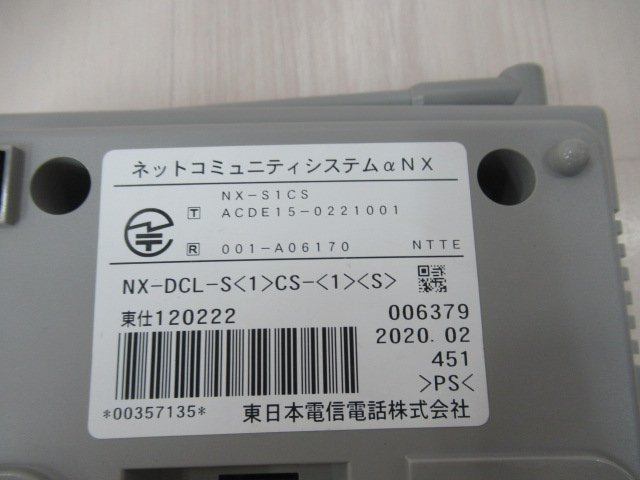 ネットコミュニティシステムαNX
NX-S1CS
T ACDE15-0221001
R 001-A06170 NTTE
NX-DCL-S<1>CS-<1><S>
東仕120222 006379
2020.02
451
>PS<
*00357135* 東日本電信電話株式会社